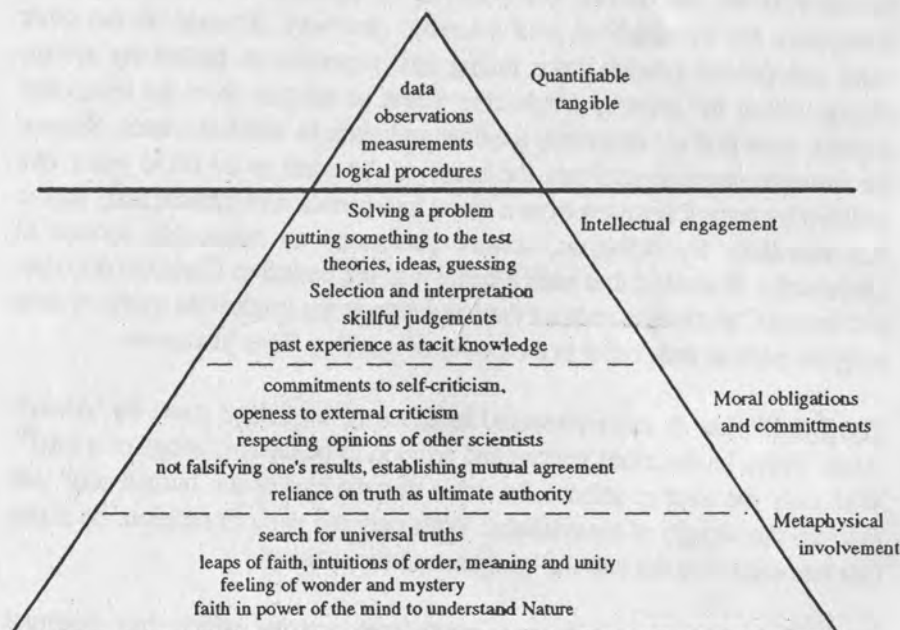 Quantifiable
tangible
data
observations
measurements
logical procedures
Intellectual engagement
Solving a problem
putting something to the test
theories, ideas, guessing
Selection and interpretation
skillful judgements
past experience as tacit knowledge
Moral obligations
and committments
commitments to self-criticism,
openess to external criticism
respecting opinions of other scientists
not falsifying one's results, establishing mutual agreement
reliance on truth as ultimate authority
Metaphysical
involvement
search for universal truths
leaps of faith, intuitions of order, meaning and unity
feeling of wonder and mystery
faith in power of the mind to understand Nature